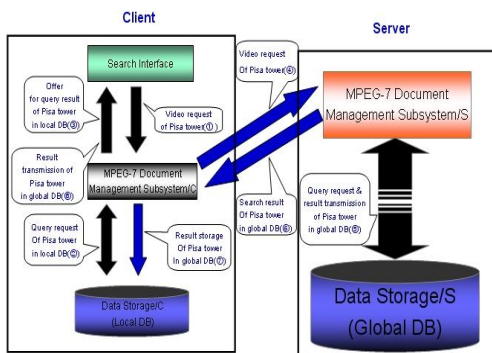 Client
Server
Search Interface
Offer
for query result
of Pisa tower
in local DB(③)
Video request
of Pisa tower(①)
Video request
Of Pisa tower(④)
MPEG-7 Document
Management Subsystem/S
Result
transmission of
Pisa tower
in global DB(⑧)
MPEG-7 Document
Management Subsystem/C
Query request
Of Pisa tower
in local DB(②)
Result storage
Of Pisa tower
in global DB(⑦)
Search result
Of Pisa tower
in global DB(⑥)
Query request &
result transmission
of Pisa tower
in global DB(⑤)
Data Storage/C
(Local DB)
Data Storage/S
(Global DB)